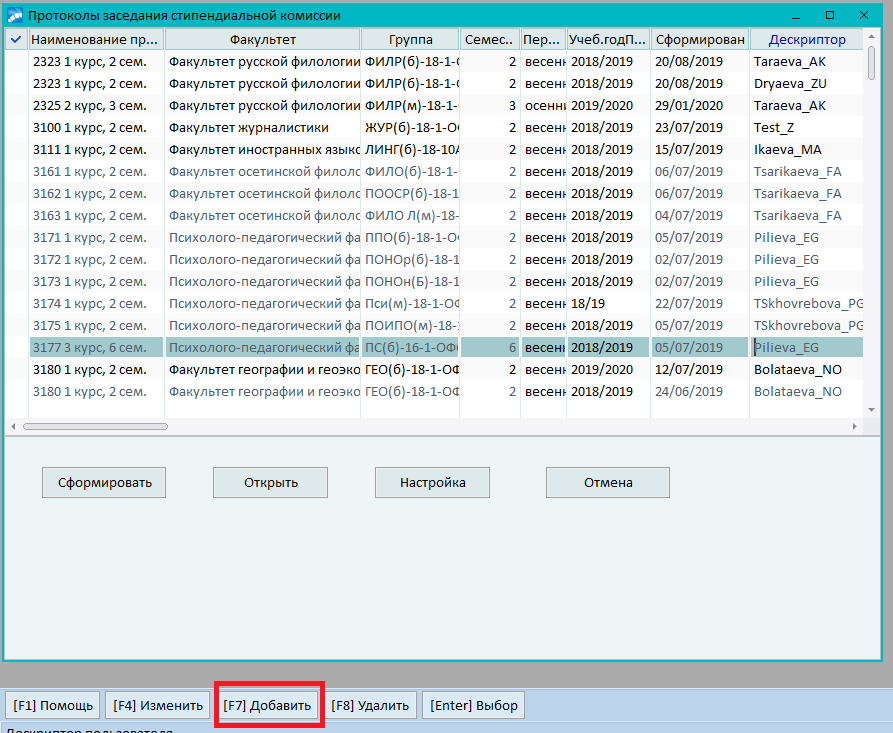 Протоколы заседания стипендиальной комиссии
Наименование пр... Факультет Группа Семес.. Пер... Учеб.годП... Сформирован Дескриптор
2323 1 курс, 2 сем. Факультет русской филологии ФИЛР(б)-18-1-О 2 весен 2018/2019 20/08/2019 Taraeva_AK
2323 1 курс, 2 сем. Факультет русской филологии ФИЛР(б)-18-1-О 2 весен 2018/2019 20/08/2019 Dryaeva_ZU
2325 2 курс, 3 сем. Факультет русской филологии ФИЛР(м)-18-1- 3 осенн 2019/2020 29/01/2020 Taraeva_AK
3100 1 курс, 2 сем. Факультет журналистики ЖУР(б)-18-1-О 2 весен 2018/2019 23/07/2019 Test_Z
3111 1 курс, 2 сем. Факультет иностранных язык ЛИНГ(б)-18-10 2 весен 2018/2019 15/07/2019 Ikaeva_MA
3161 1 курс, 2 сем. Факультет осетинской филол ФИЛО(б)-18-1- 2 весен 2018/2019 06/07/2019 Tsarikaeva_FA
3162 1 курс, 2 сем. Факультет осетинской филол ПООСР(б)-18-1 2 весен 2018/2019 06/07/2019 Tsarikaeva_FA
3163 1 курс, 2 сем. Факультет осетинской филол ФИЛО Л(м)-18- 2 весен 2018/2019 04/07/2019 Tsarikaeva_FA
3171 1 курс, 2 сем. Психолого-педагогический фа ППО(б)-18-1-О 2 весен 2018/2019 05/07/2019 Pilieva_EG
3172 1 курс, 2 сем. Психолого-педагогический фа ПОНОр(б)-18-1 2 весен 2018/2019 02/07/2019 Pilieva_EG
3173 1 курс, 2 сем. Психолого-педагогический фа ПОНОн(Б)-18-1 2 весен 2018/2019 02/07/2019 Pilieva_EG
3174 1 курс, 2 сем. Психолого-педагогический фа Пси(м)-18-1-О 2 весен 18/19 22/07/2019 TSkhovrebova_PG
3175 1 курс, 2 сем. Психолого-педагогический фа ПОИПО(м)-18- 2 весен 2018/2019 05/07/2019 TSkhovrebova_PG
3177 3 курс, 6 сем. Психолого-педагогический фа ПС(б)-16-1-ОФ 6 весен 2018/2019 05/07/2019 Pilieva_EG
3180 1 курс, 2 сем. Факультет географии и геоэко ГЕО(б)-18-1-О 2 весен 2019/2020 12/07/2019 Bolataeva_NO
3180 1 курс, 2 сем. Факультет географии и геоэко ГЕО(б)-18-1-О 2 весен 2018/2019 24/06/2019 Bolataeva_NO
Сформировать Открыть Настройка Отмена
[F1] Помощь [F4] Изменить [F7] Добавить [F8] Удалить [Enter] Выбор
Дескриптор пользователя